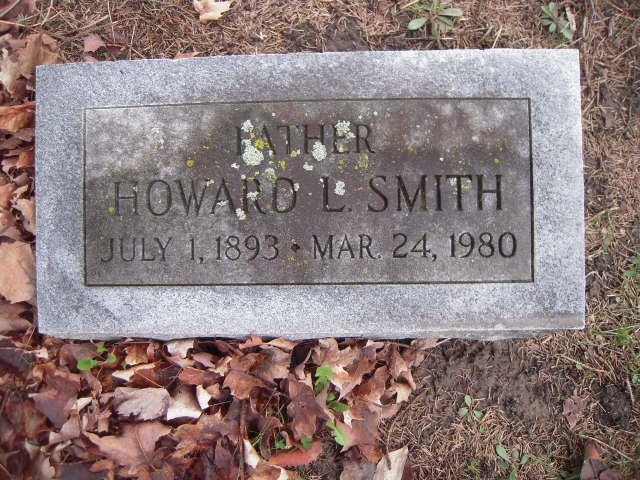 FATHER
HOWARD L. SMITH
JULY 1, 1893 · MAR. 24, 1980